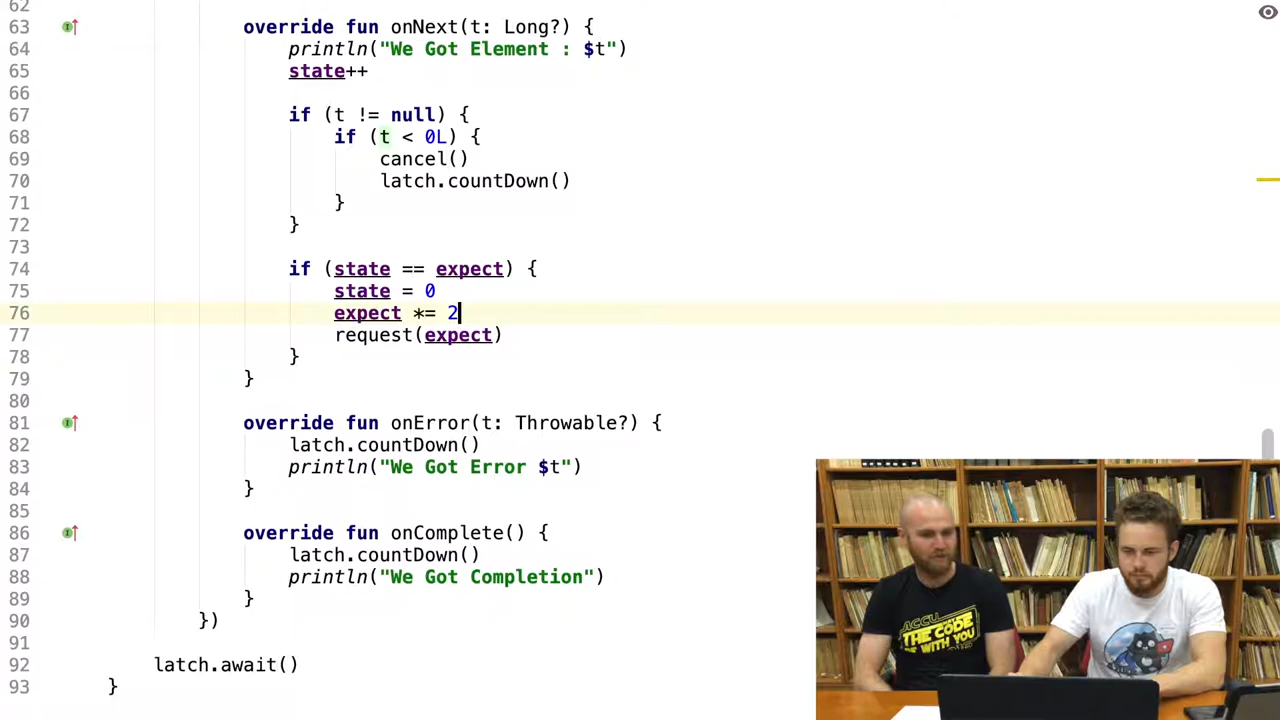 62
63 override fun onNext(t: Long?) {
64 println("We Got Element : $t")
65 state++
66
67 if (t != null) {
68 if (t < 0L) {
69 cancel()
70 latch.countDown()
71 }
72 }
73
74 if (state == expect) {
75 state = 0
76 expect *= 2
77 request(expect)
78 }
79 }
80
81 override fun onError(t: Throwable?) {
82 latch.countDown()
83 println("We Got Error $t")
84 }
85
86 override fun onComplete() {
87 latch.countDown()
88 println("We Got Completion")
89 }
90 })
91
92 latch.await()
93 }
ACCU
THE CODE
BE WITH YOU